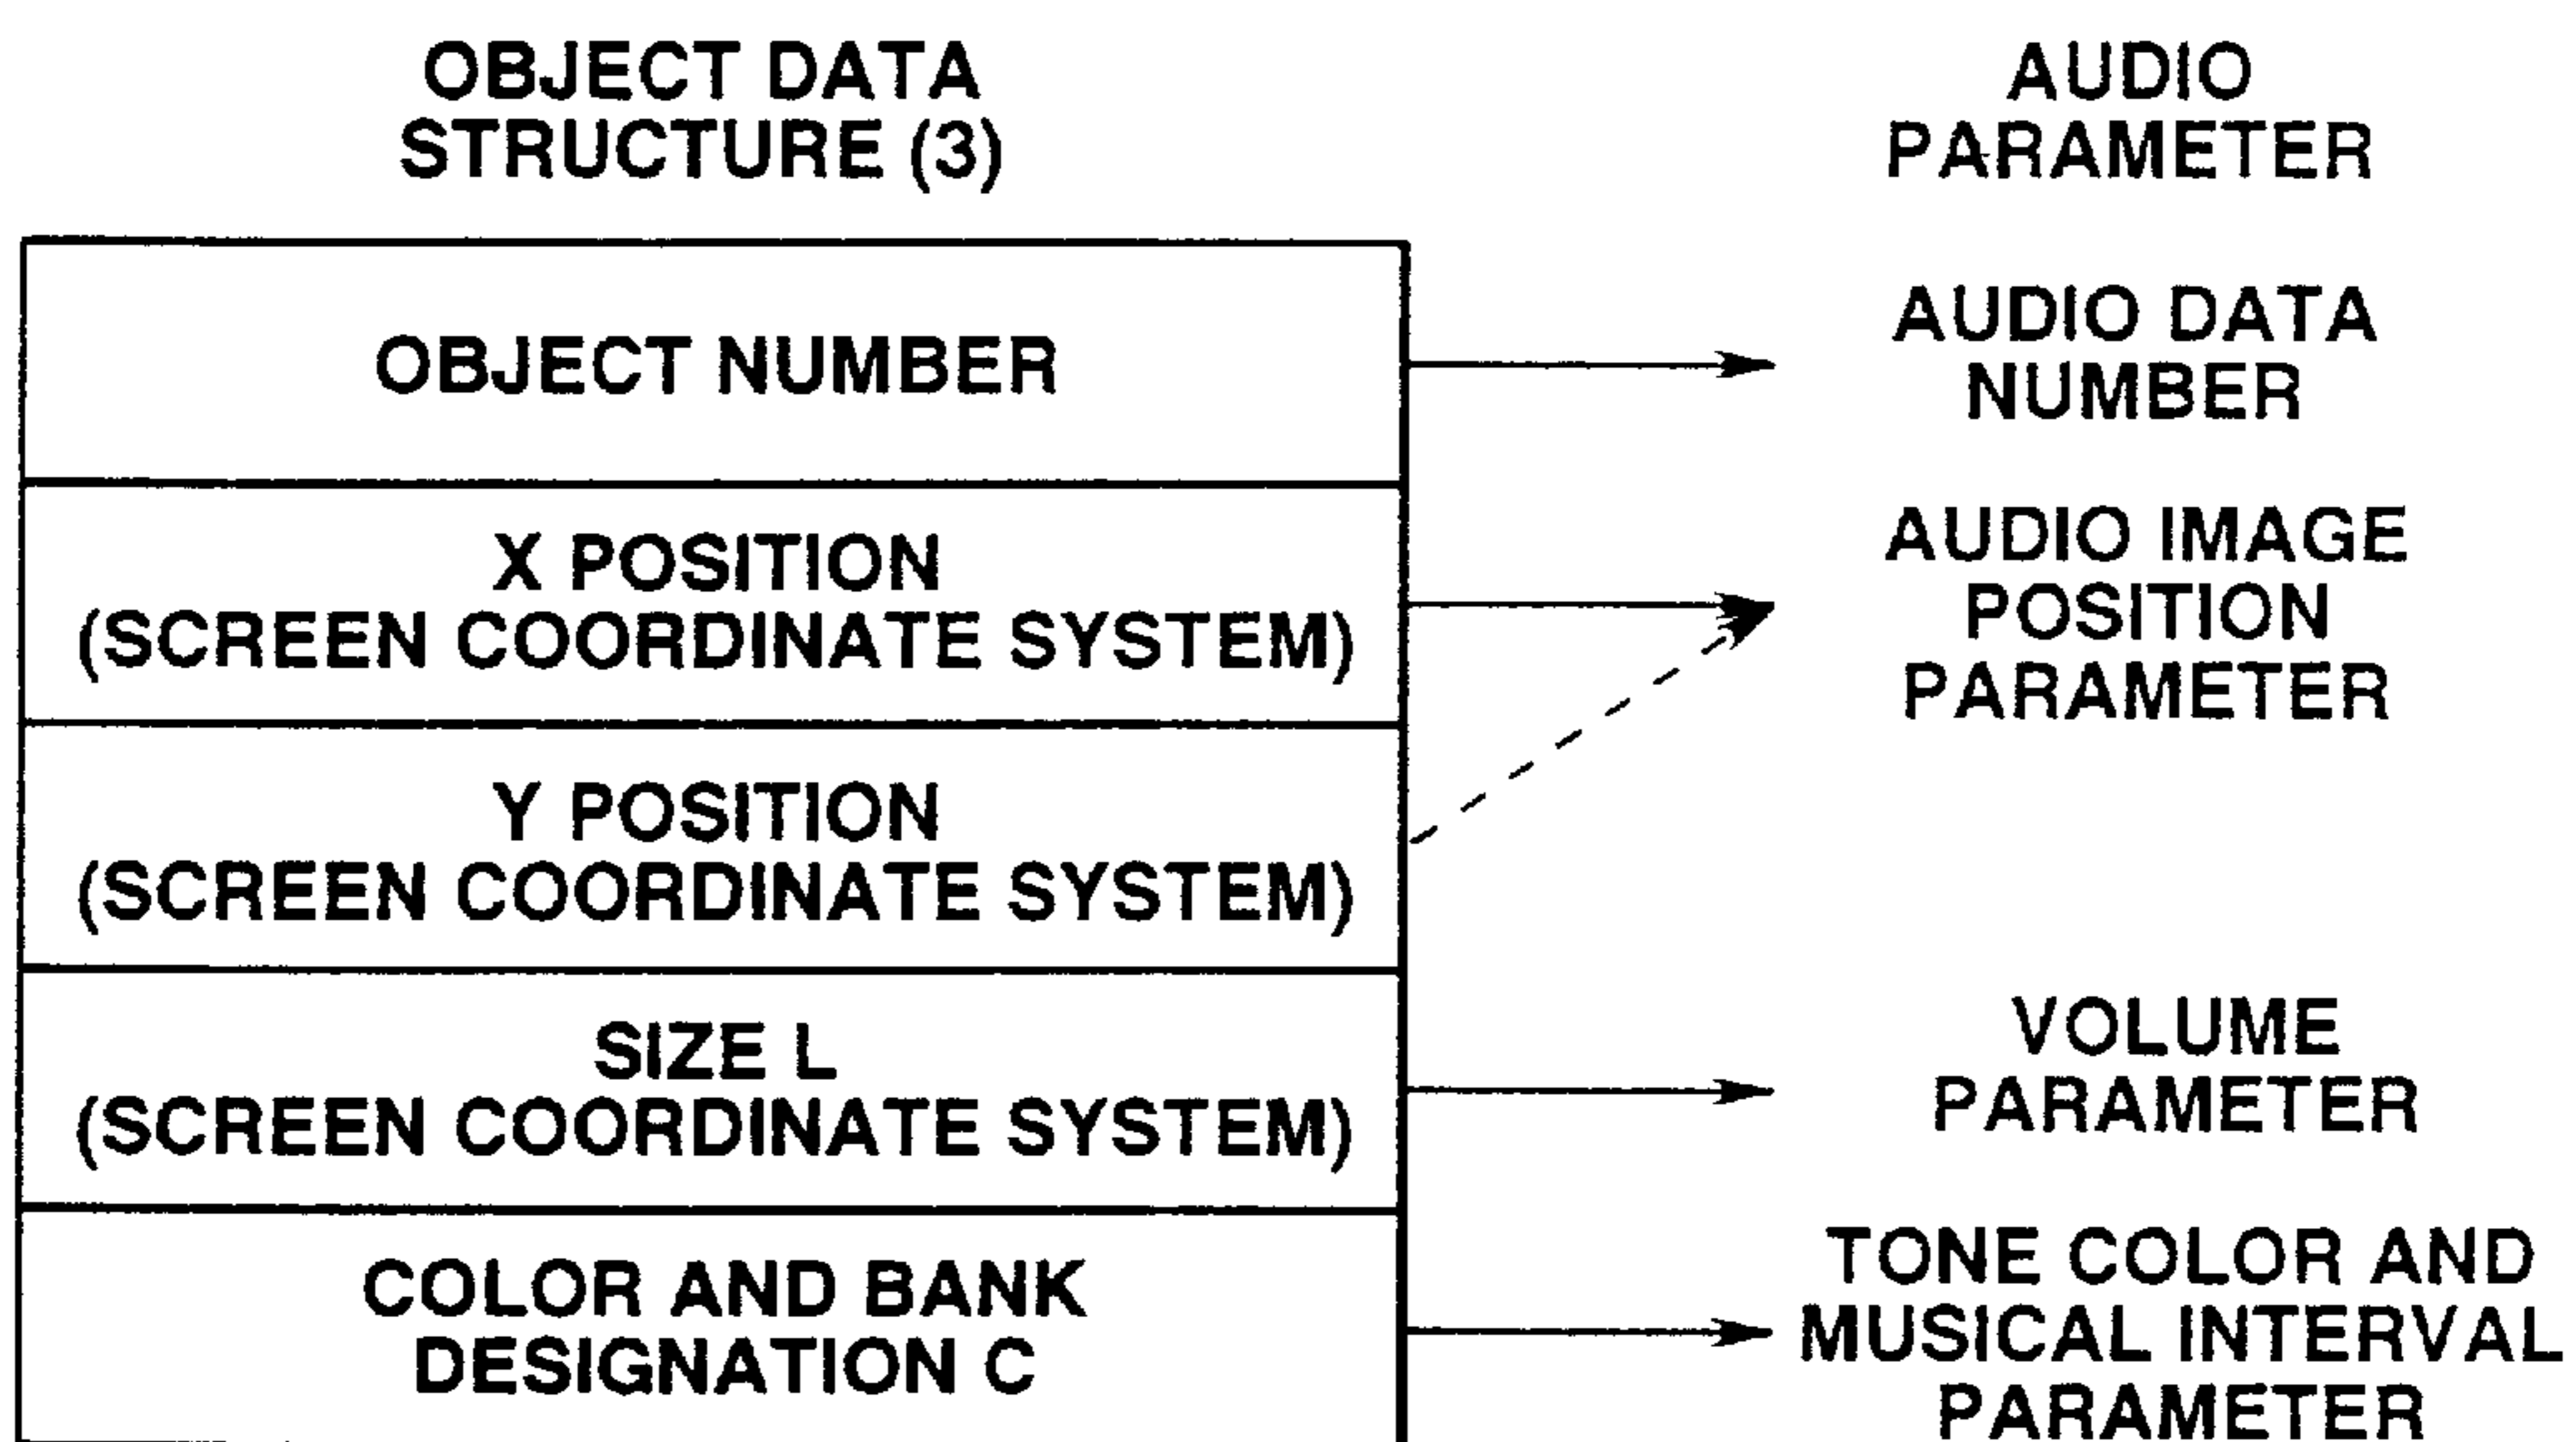 OBJECT DATA
STRUCTURE (3)
AUDIO
PARAMETER
OBJECT NUMBER
AUDIO DATA
NUMBER
X POSITION
(SCREEN COORDINATE SYSTEM)
AUDIO IMAGE
POSITION
PARAMETER
Y POSITION
(SCREEN COORDINATE SYSTEM)
SIZE L
(SCREEN COORDINATE SYSTEM)
VOLUME
PARAMETER
COLOR AND BANK
DESIGNATION C
TONE COLOR AND
MUSICAL INTERVAL
PARAMETER